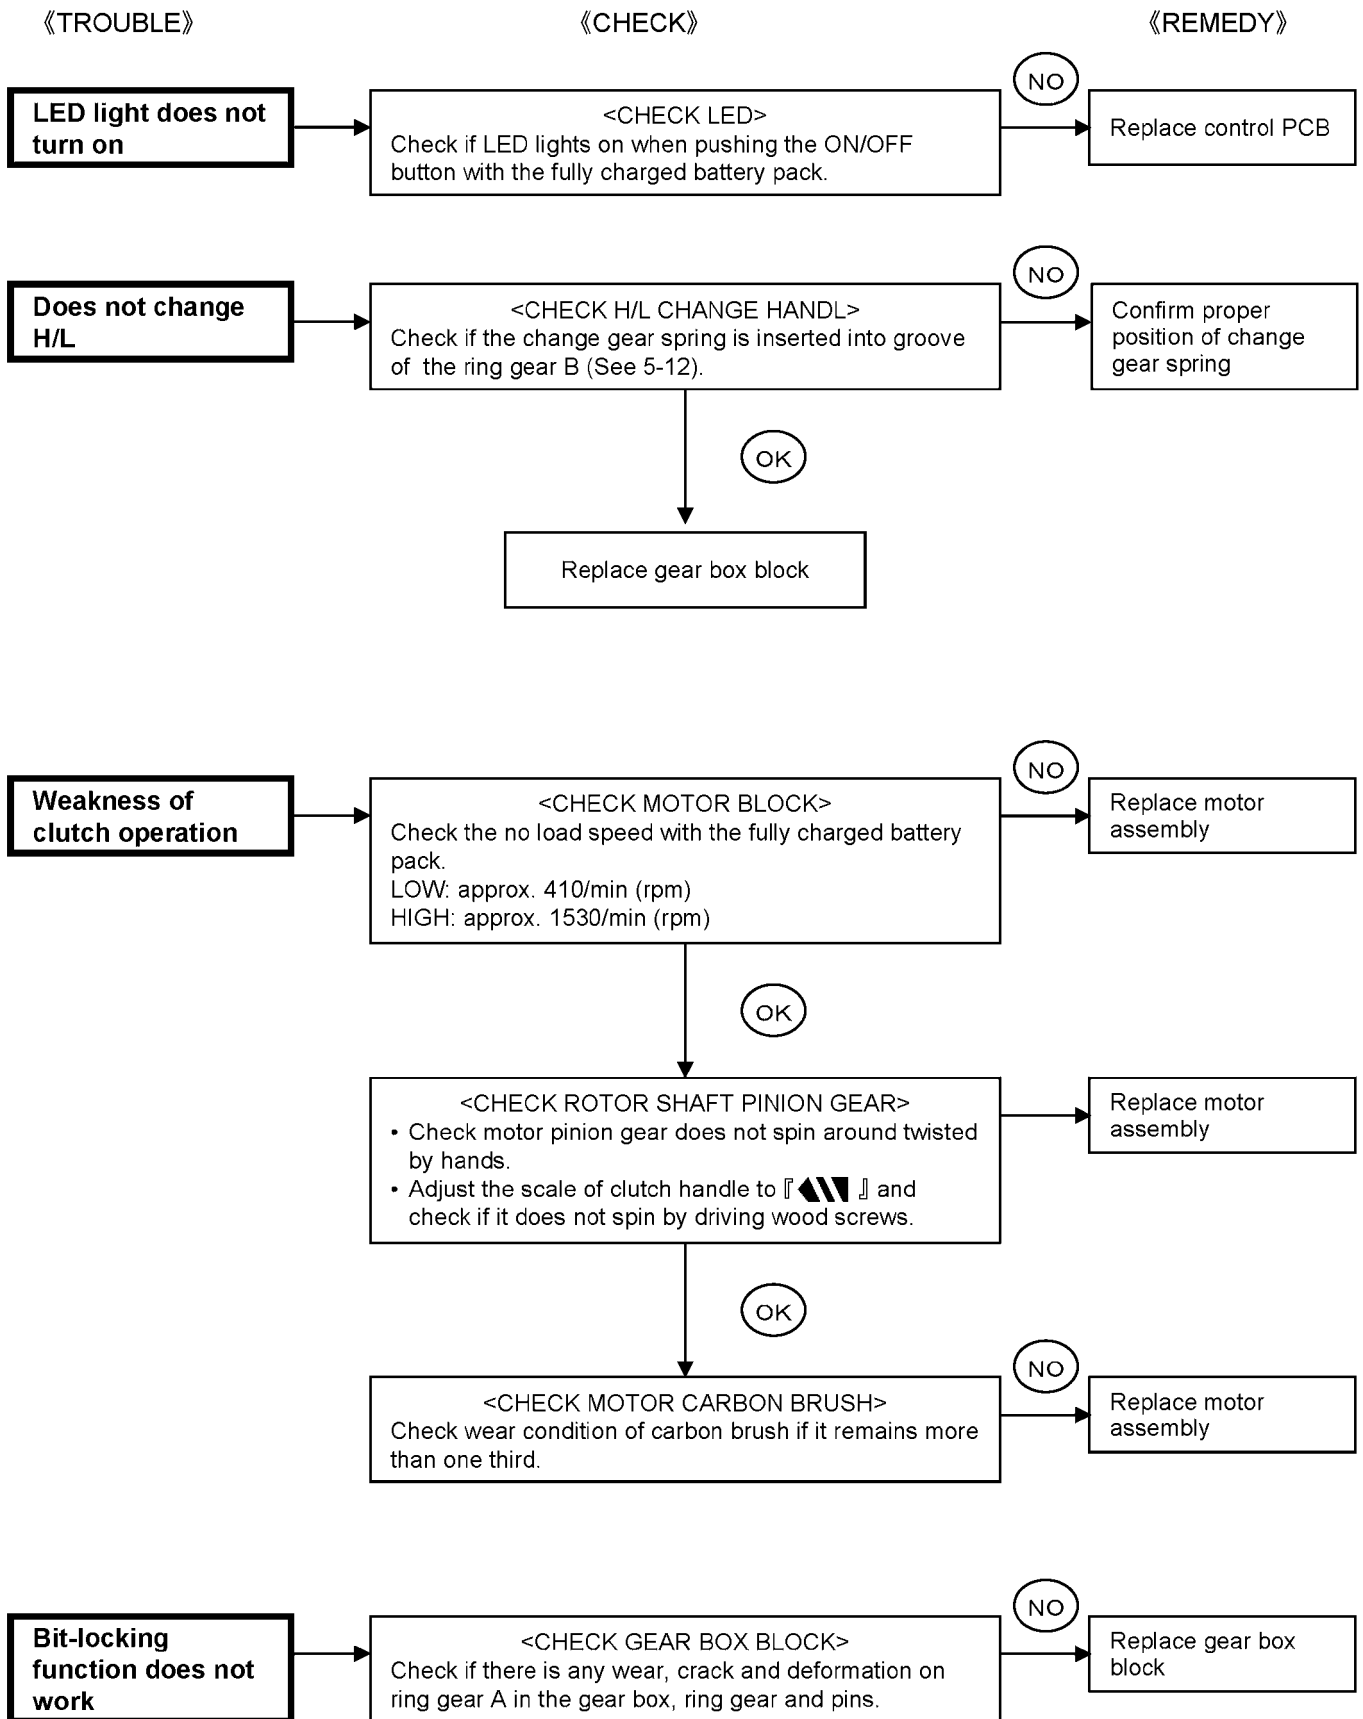 《TROUBLE》
《CHECK》
《REMEDY》
LED light does not
turn on
<CHECK LED>
Check if LED lights on when pushing the ON/OFF
button with the fully charged battery pack.
NO
Replace control PCB
Does not change
H/L
<CHECK H/L CHANGE HANDL>
Check if the change gear spring is inserted into groove
of the ring gear B (See 5-12).
NO
Confirm proper
position of change
gear spring
OK
Replace gear box block
Weakness of
clutch operation
<CHECK MOTOR BLOCK>
Check the no load speed with the fully charged battery
pack.
LOW: approx. 410/min (rpm)
HIGH: approx. 1530/min (rpm)
NO
Replace motor
assembly
OK
<CHECK ROTOR SHAFT PINION GEAR>
• Check motor pinion gear does not spin around twisted
by hands.
• Adjust the scale of clutch handle to 『 』 and
check if it does not spin by driving wood screws.
Replace motor
assembly
OK
<CHECK MOTOR CARBON BRUSH>
Check wear condition of carbon brush if it remains more
than one third.
NO
Replace motor
assembly
Bit-locking
function does not
work
<CHECK GEAR BOX BLOCK>
Check if there is any wear, crack and deformation on
ring gear A in the gear box, ring gear and pins.
NO
Replace gear box
block